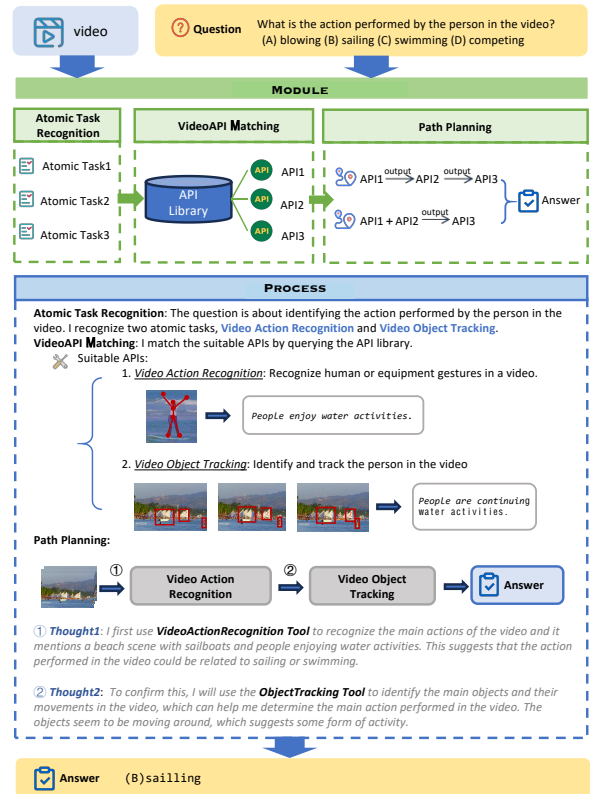 video
Question What is the action performed by the person in the video?
(A) blowing (B) sailing (C) swimming (D) competing
MODULE
Atomic Task
Recognition
VideoAPI Matching
Path Planning
Atomic Task1
Atomic Task2
Atomic Task3
API
Library
API API1
API API2
API API3
API1 output API2 output API3
API1 + API2 output API3
Answer
PROCESS
Atomic Task Recognition: The question is about identifying the action performed by the person in the
video. I recognize two atomic tasks, Video Action Recognition and Video Object Tracking.
VideoAPI Matching: I match the suitable APIs by querying the API library.
Suitable APIs:
1. Video Action Recognition: Recognize human or equipment gestures in a video.
People enjoy water activities.
2. Video Object Tracking: Identify and track the person in the video
People are continuing
water activities.
Path Planning:
① Video Action
Recognition
② Video Object
Tracking
Answer
① Thought1: I first use VideoActionRecognition Tool to recognize the main actions of the video and it
mentions a beach scene with sailboats and people enjoying water activities. This suggests that the action
performed in the video could be related to sailing or swimming.
② Thought2: To confirm this, I will use the ObjectTracking Tool to identify the main objects and their
movements in the video, which can help me determine the main action performed in the video. The
objects seem to be moving around, which suggests some form of activity.
Answer (B)sailling